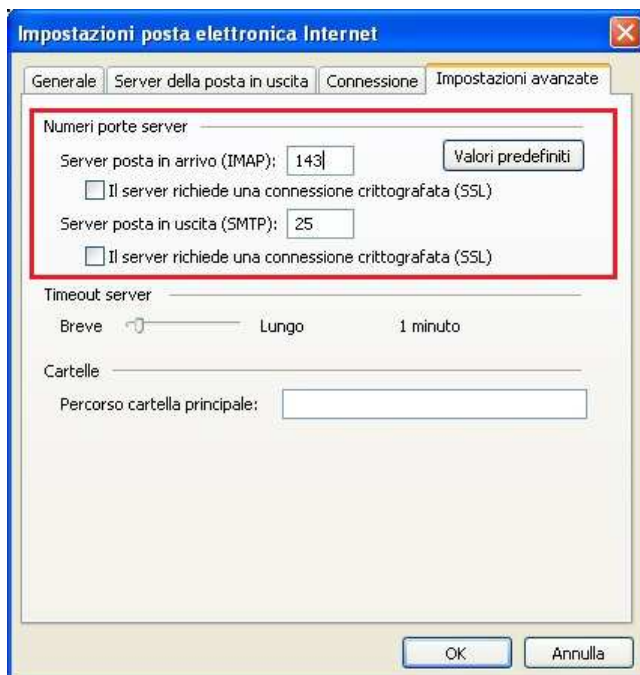 Impostazioni posta elettronica Internet
Generale Server della posta in uscita Connessione Impostazioni avanzate
Numeri porte server
Server posta in arrivo (IMAP): 143 Valori predefiniti
Il server richiede una connessione crittografata (SSL)
Server posta in uscita (SMTP): 25
Il server richiede una connessione crittografata (SSL)
Timeout server
Breve Lungo 1 minuto
Cartelle
Percorso cartella principale:
OK Annulla